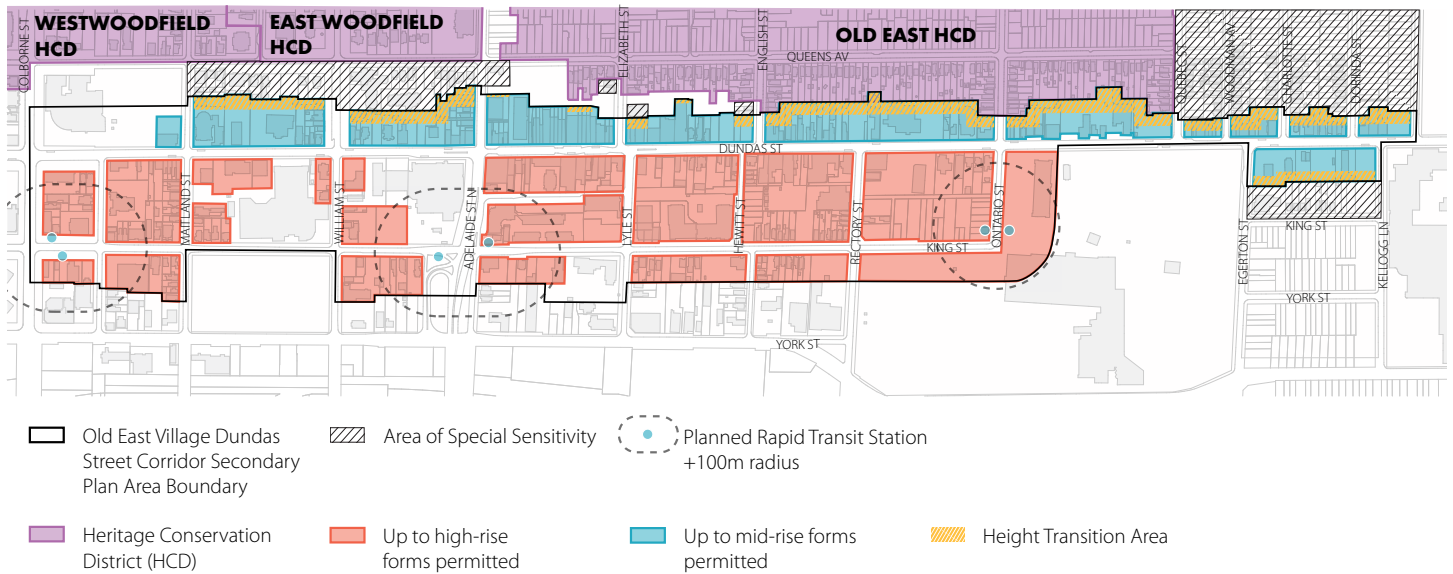 WESTWOODFIELD
HCD
EAST WOODFIELD
HCD
OLD EAST HCD
COLBORNE ST
ELIZABETH ST
ENGLISH ST
QUEENS AV
QUEBEC ST
WOODMAN AV
CHARLOTTE ST
DORINDA ST
DUNDAS ST
MAITLAND ST
WILLIAM ST
ADELAIDE ST N
LYLE ST
HEWITT ST
RECTORY ST
KING ST
ONTARIO ST
EGERTON ST
KING ST
KELLOGG LN
YORK ST
YORK ST
Old East Village Dundas
Street Corridor Secondary
Plan Area Boundary
Area of Special Sensitivity
Planned Rapid Transit Station
+100m radius
Heritage Conservation
District (HCD)
Up to high-rise
forms permitted
Up to mid-rise forms
permitted
Height Transition Area